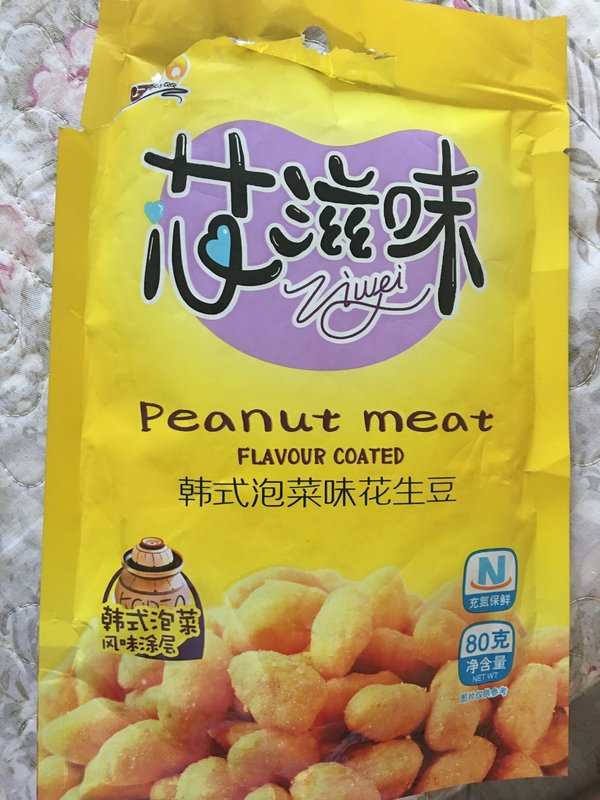 芯滋味
Ziwei
Peanut meat
FLAVOUR COATED
韩式泡菜味花生豆
韩式泡菜
风味涂层
N
充氮保鲜
80克
净含量
NET WT
图片仅供参考